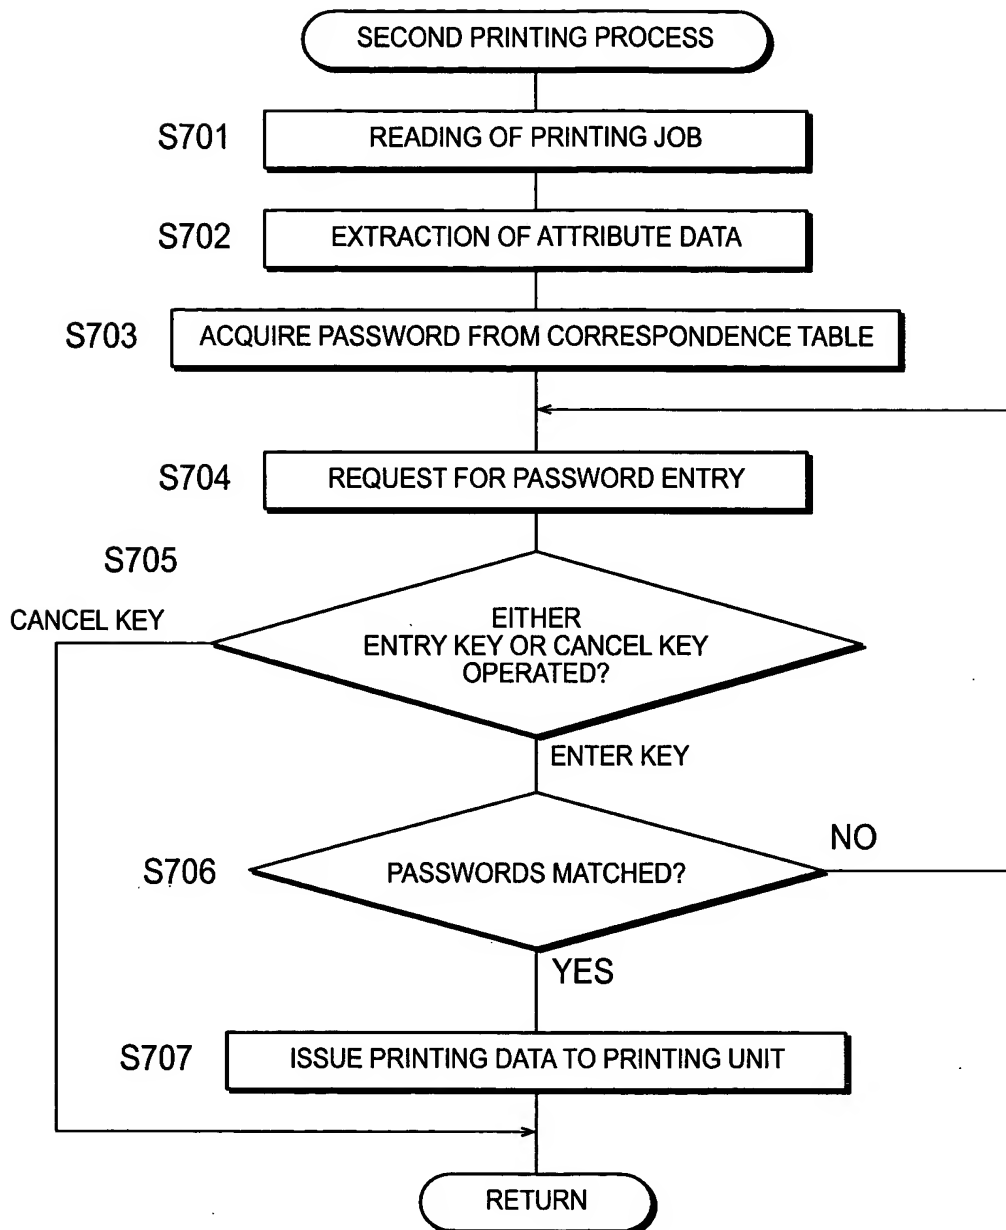 SECOND PRINTING PROCESS
S701
READING OF PRINTING JOB
S702
EXTRACTION OF ATTRIBUTE DATA
S703
ACQUIRE PASSWORD FROM CORRESPONDENCE TABLE
S704
REQUEST FOR PASSWORD ENTRY
S705
CANCEL KEY
EITHER
ENTRY KEY OR CANCEL KEY
OPERATED?
ENTER KEY
S706
PASSWORDS MATCHED?
NO
YES
S707
ISSUE PRINTING DATA TO PRINTING UNIT
RETURN